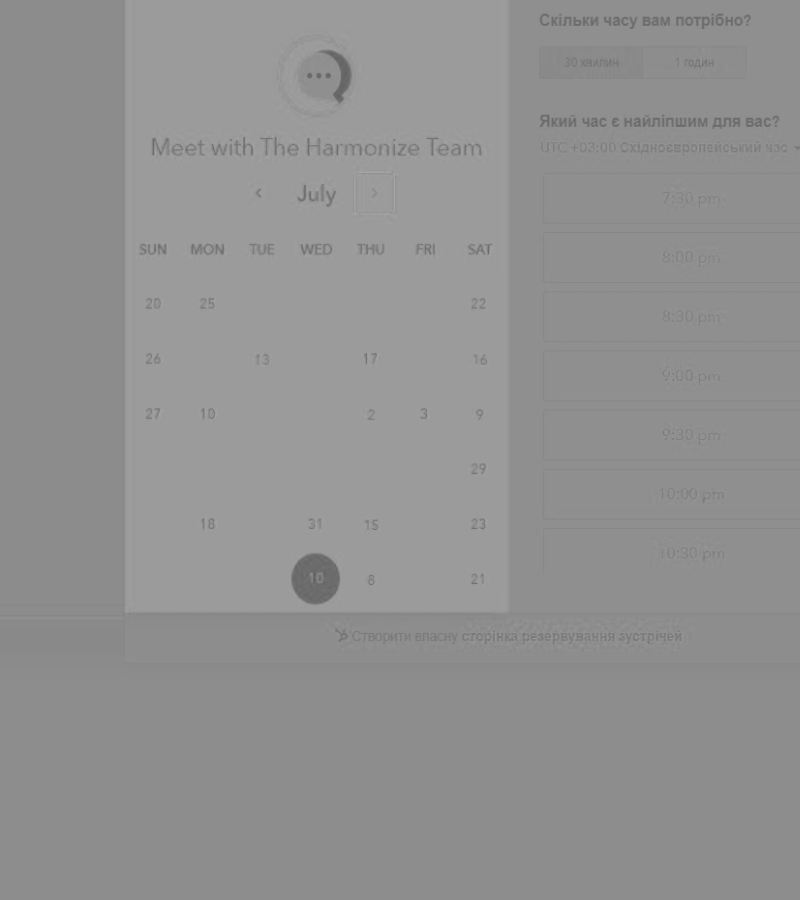 Meet with The Harmonize Team
July
SUN MON TUE WED THU FRI SAT
20 25 22
26 13 17 16
27 10 2 3 9
29
18 31 15 23
10 8 21
Скільки часу вам потрібно?
30 хвилин 1 годин
Який час є найліпшим для вас?
UTC +03:00 Східноєвропейський час
7:30 pm
8:00 pm
8:30 pm
9:00 pm
9:30 pm
10:00 pm
10:30 pm
Створити власну сторінка резервування зустрічей